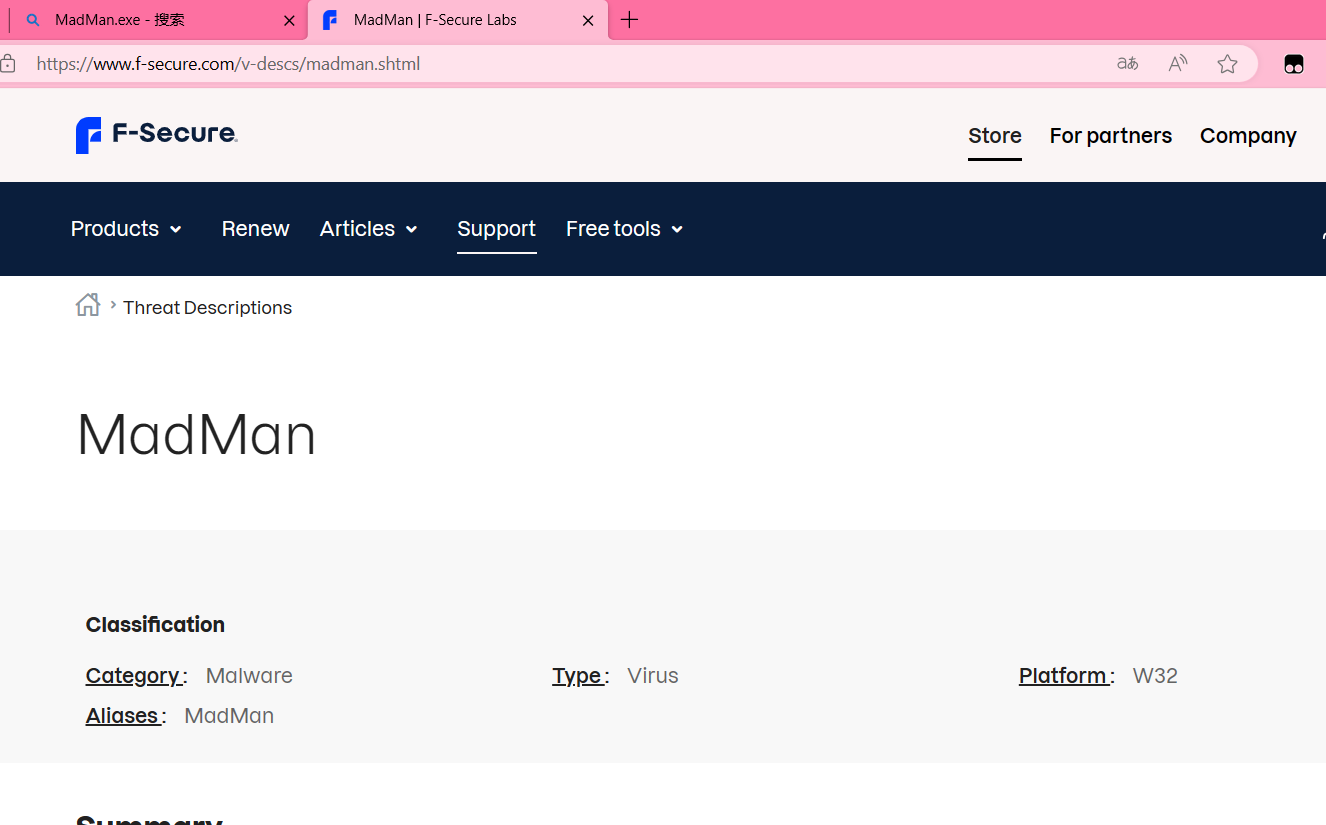 MadMan.exe - 搜索
MadMan | F-Secure Labs
https://www.f-secure.com/v-descs/madman.shtml
F-Secure
Store For partners Company
Products Renew Articles Support Free tools
Threat Descriptions
MadMan
Classification
Category: Malware Type: Virus Platform: W32
Aliases: MadMan
Summary